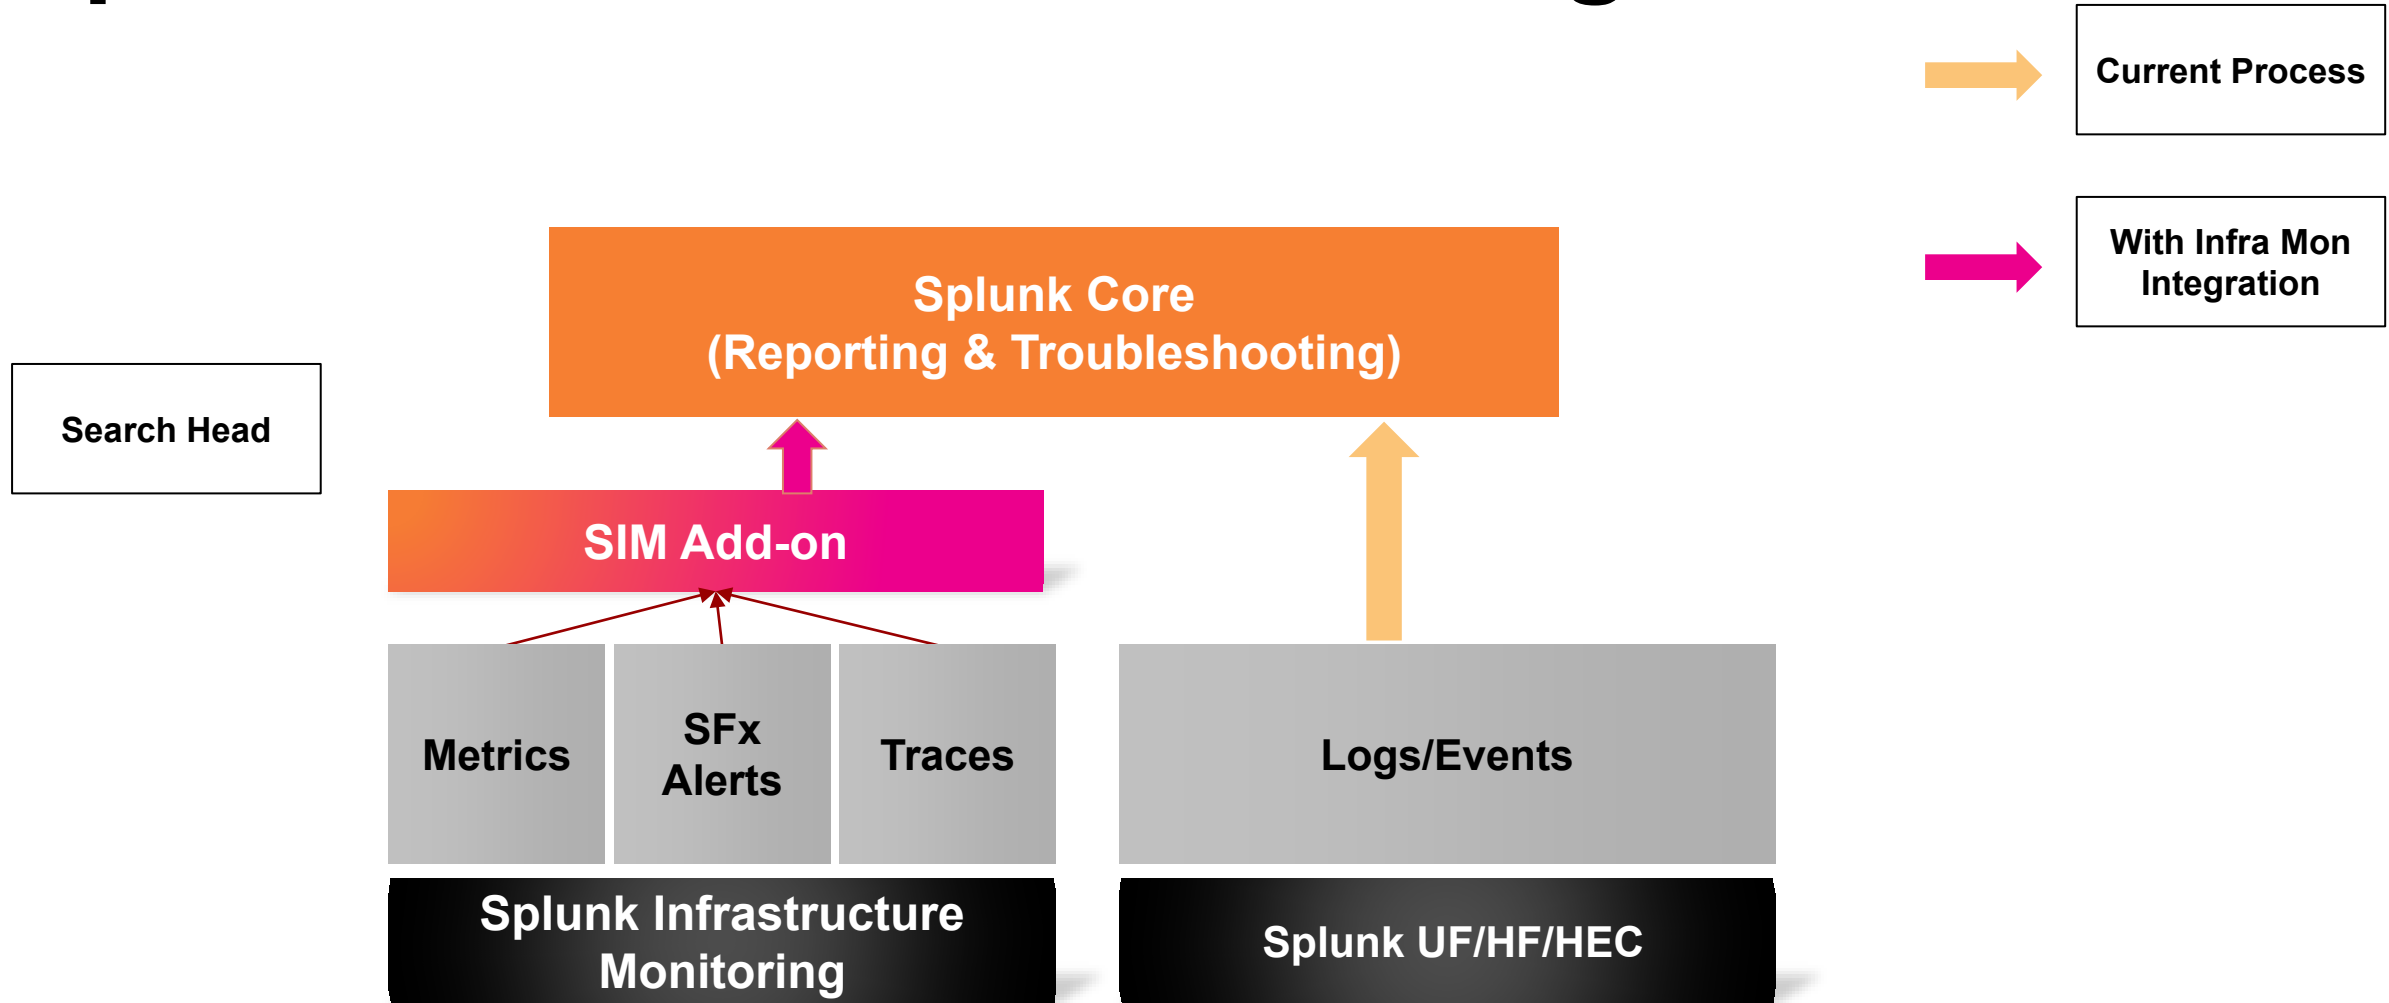 Current Process
With Infra Mon
Integration
Splunk Core
(Reporting & Troubleshooting)
Search Head
SIM Add-on
Metrics
SFx
Alerts
Traces
Logs/Events
Splunk Infrastructure
Monitoring
Splunk UF/HF/HEC